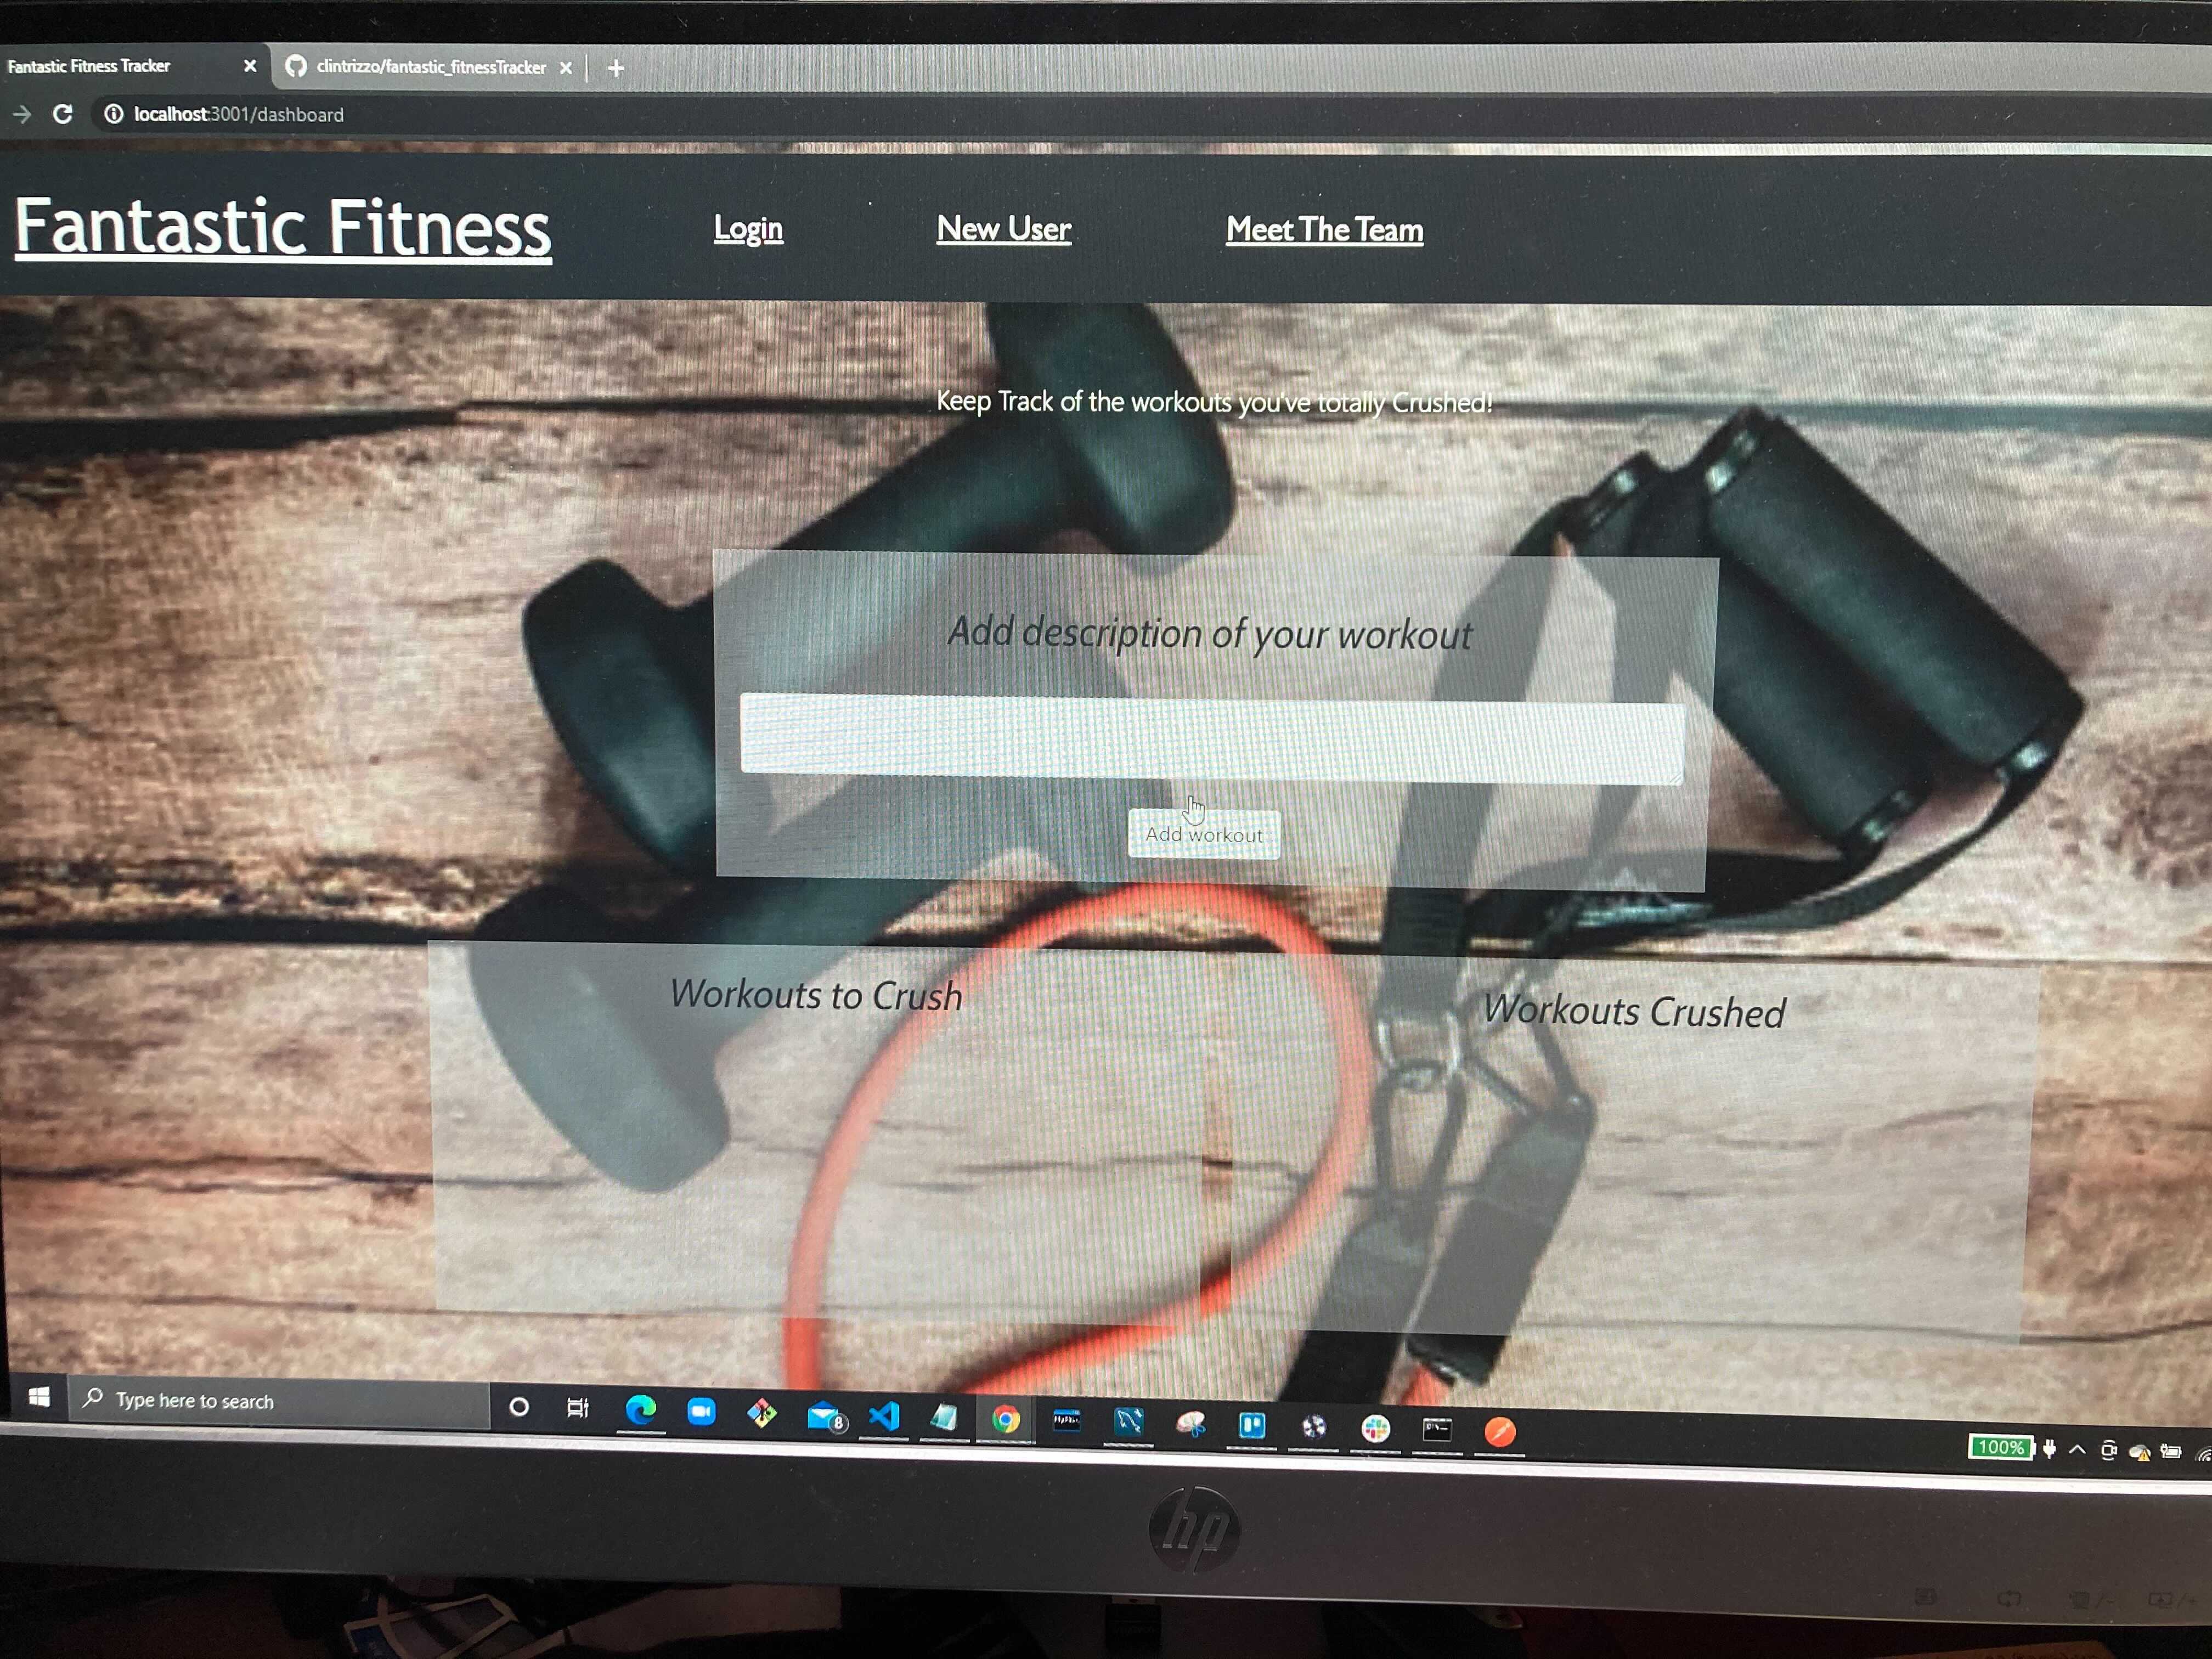 Fantastic Fitness Tracker
clintrizzo/fantastic_fitnessTracker
localhost:3001/dashboard
Fantastic Fitness
Login
New User
Meet The Team
Keep Track of the workouts you've totally Crushed!
Add description of your workout
Add workout
Workouts to Crush
Workouts Crushed
Type here to search
8
100%
hp